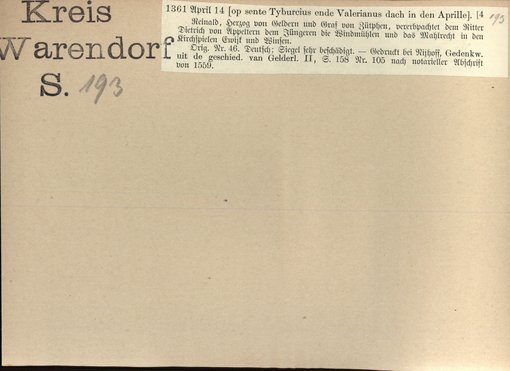 Kreis
Warendorf
S. 193
1361 April 14 [op sente Tyburcius ende Valerianus dach in den Aprille]. [4
193
Reinald, Herzog von Geldern und Graf von Zütphen, vererbpachtet dem Ritter
Dietrich von Appeltern dem Jüngeren die Windmühlen und das Mahlrecht in den
Kirchspielen Ewijk und Winsen.
Orig. Nr. 46. Deutsch; Siegel sehr beschädigt. — Gedruckt bei Nijhoff, Gedenkw.
uit de geschied. van Gelderl. II, S. 158 Nr. 105 nach notarieller Abschrift
von 1559.